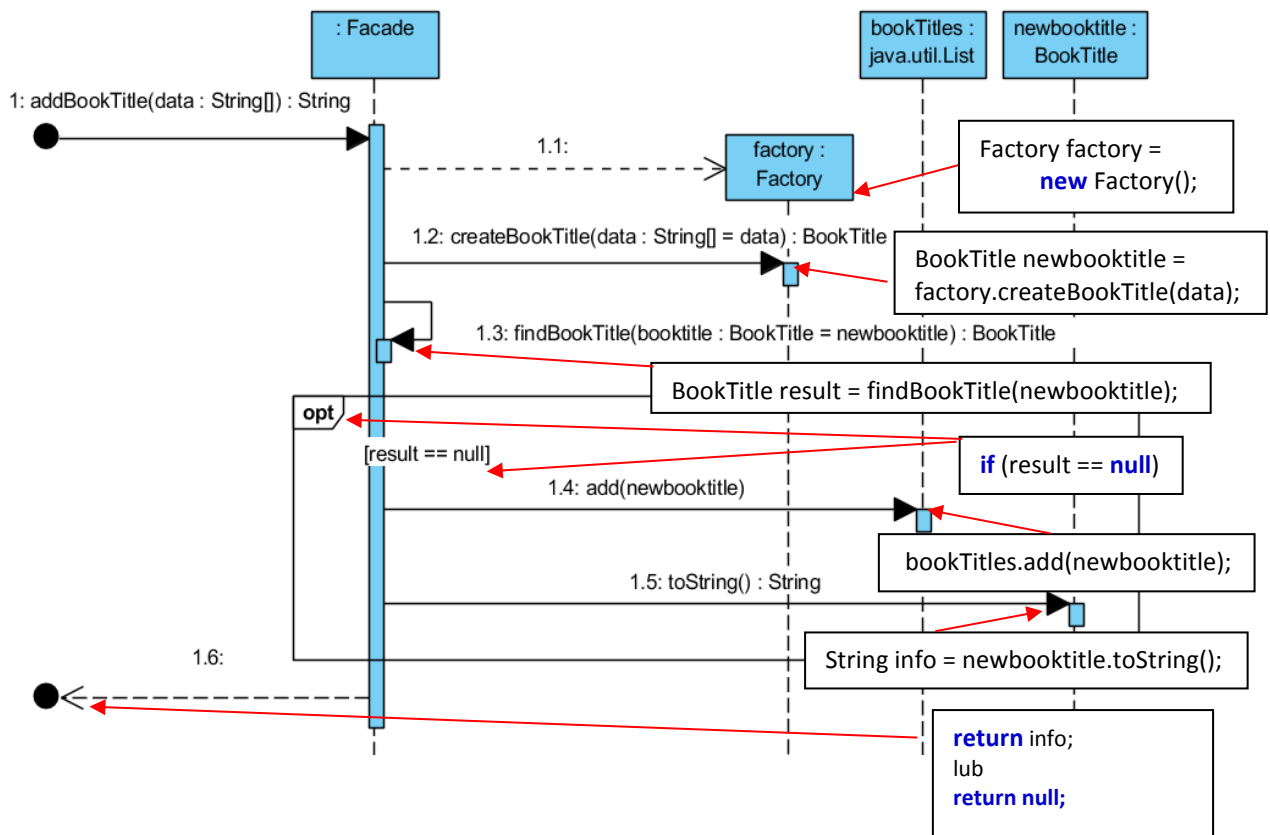 : Facade
bookTitles :
java.util.List
newbooktitle :
BookTitle
1: addBookTitle(data : String[]) : String
1.1:
factory :
Factory
Factory factory =
new Factory();
1.2: createBookTitle(data : String[] = data) : BookTitle
BookTitle newbooktitle =
factory.createBookTitle(data);
1.3: findBookTitle(booktitle : BookTitle = newbooktitle) : BookTitle
BookTitle result = findBookTitle(newbooktitle);
opt
[result == null]
if (result == null)
1.4: add(newbooktitle)
bookTitles.add(newbooktitle);
1.5: toString() : String
String info = newbooktitle.toString();
1.6:
return info;
lub
return null;